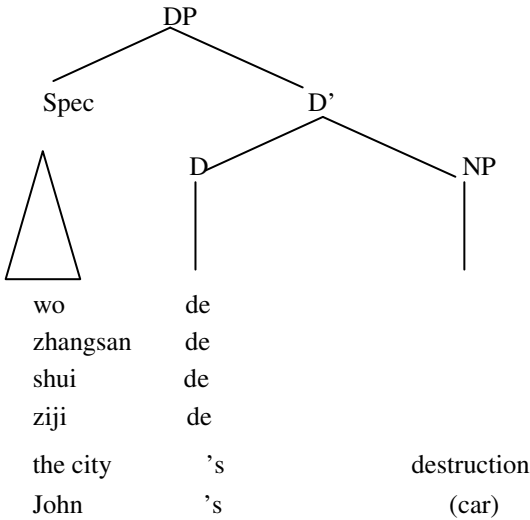 DP
Spec D’
D NP
wo de
zhangsan de
shui de
ziji de
the city ’s destruction
John ’s (car)